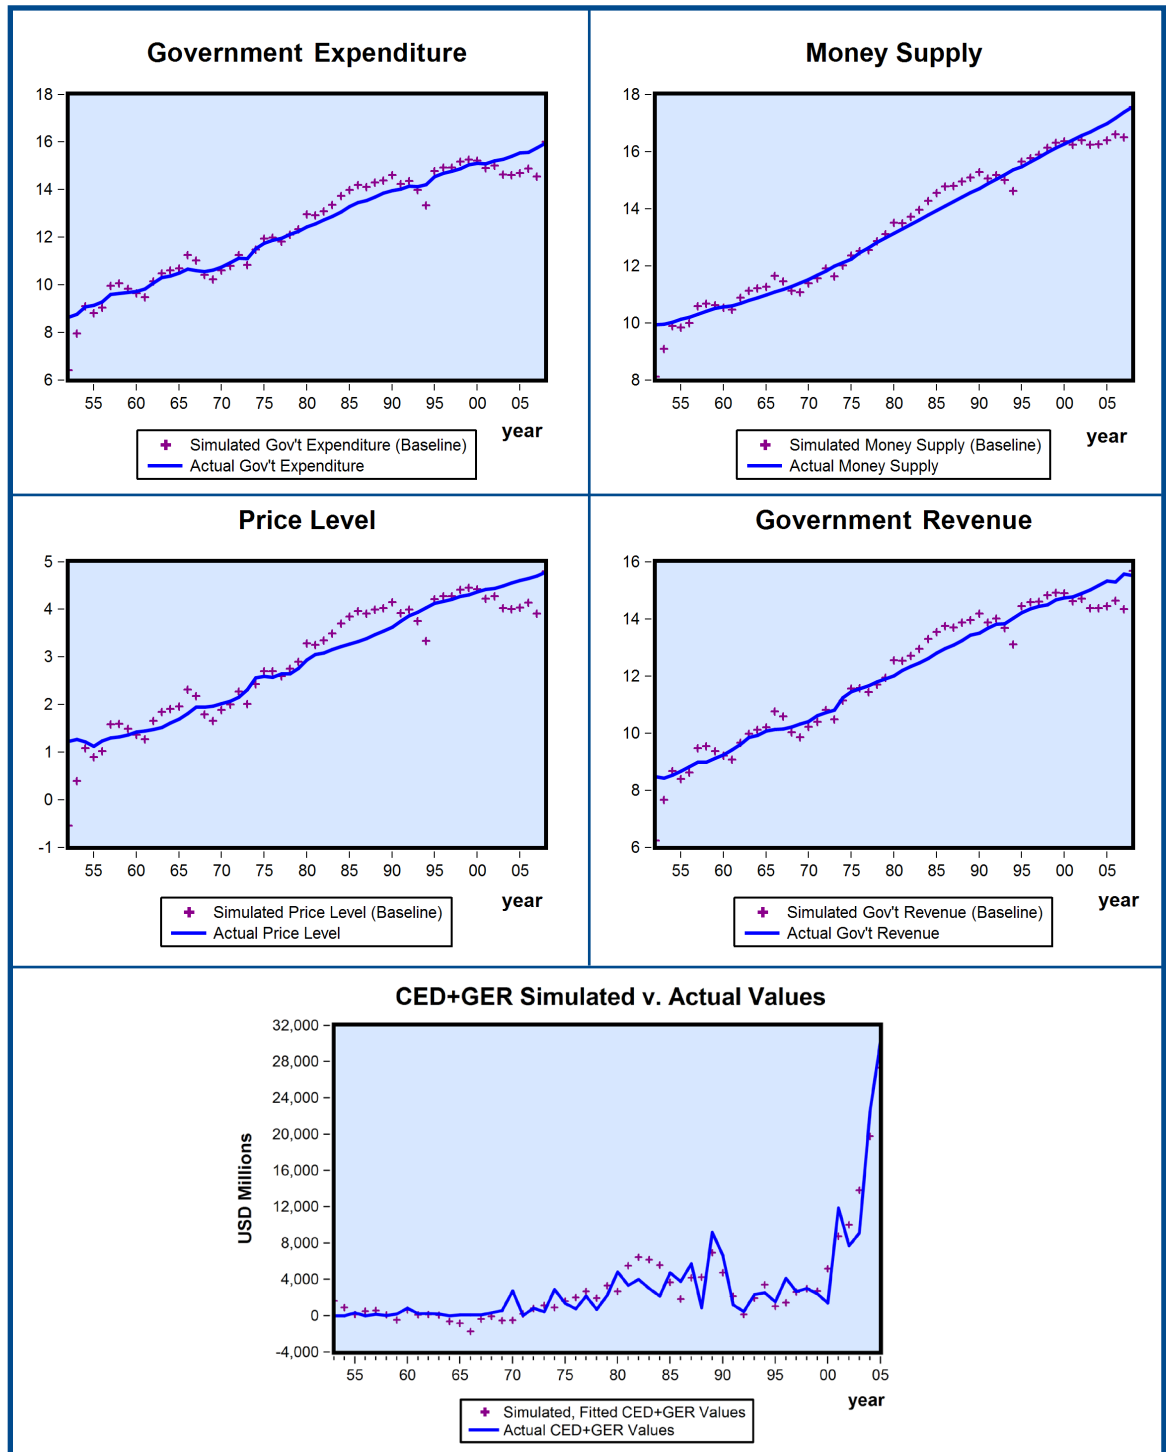 Government Expenditure
18
16
14
12
10
8
6
55 60 65 70 75 80 85 90 95 00 05
year
Simulated Gov't Expenditure (Baseline)
Actual Gov't Expenditure
Money Supply
18
16
14
12
10
8
55 60 65 70 75 80 85 90 95 00 05
year
Simulated Money Supply (Baseline)
Actual Money Supply
Price Level
5
4
3
2
1
0
-1
55 60 65 70 75 80 85 90 95 00 05
year
Simulated Price Level (Baseline)
Actual Price Level
Government Revenue
16
14
12
10
8
6
55 60 65 70 75 80 85 90 95 00 05
year
Simulated Gov't Revenue (Baseline)
Actual Gov't Revenue
CED+GER Simulated v. Actual Values
USD Millions
32,000
28,000
24,000
20,000
16,000
12,000
8,000
4,000
0
-4,000
55 60 65 70 75 80 85 90 95 00 05
year
Simulated, Fitted CED+GER Values
Actual CED+GER Values